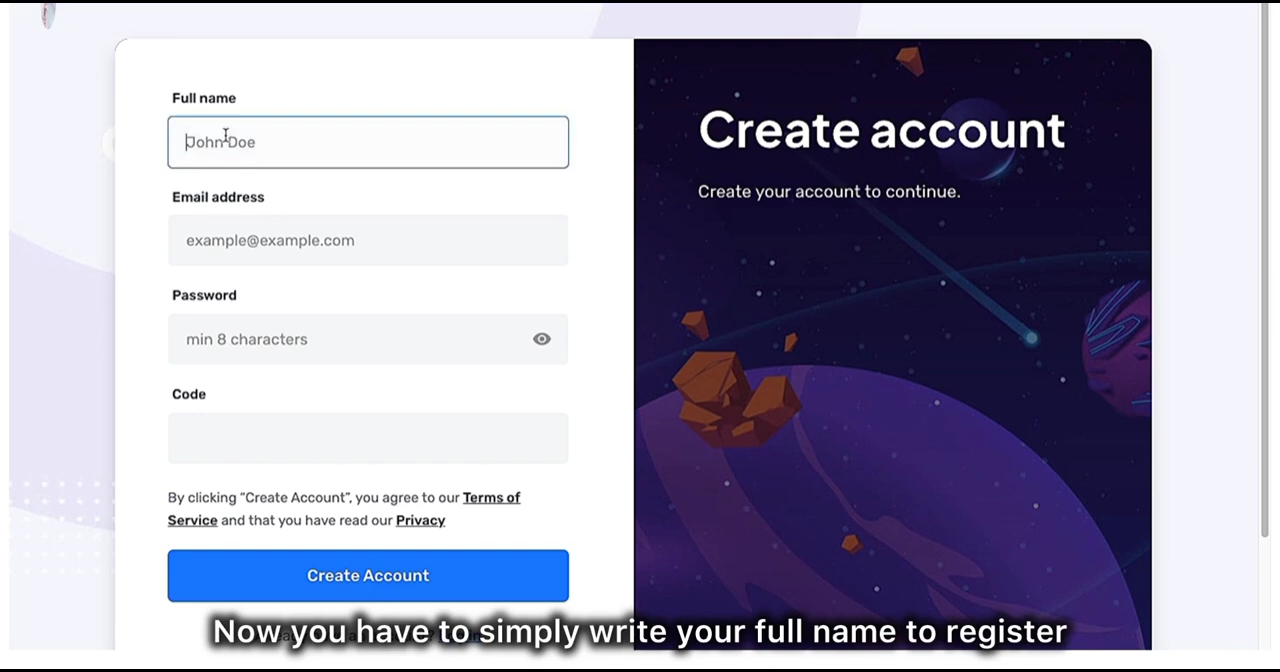 Full name
John Doe
Email address
example@example.com
Password
min 8 characters
Code
By clicking “Create Account”, you agree to our Terms of
Service and that you have read our Privacy
Create Account
Create account
Create your account to continue.
Now you have to simply write your full name to register